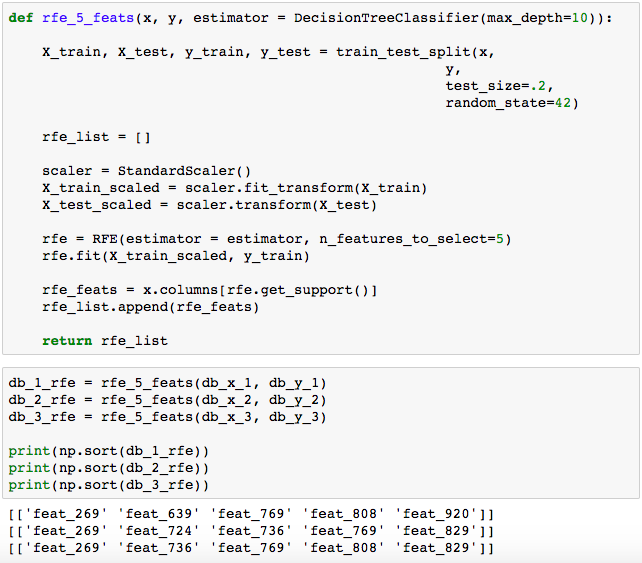 def rfe_5_feats(x, y, estimator = DecisionTreeClassifier(max_depth=10)):
X_train, X_test, y_train, y_test = train_test_split(x,
y,
test_size=.2,
random_state=42)
rfe_list = []
scaler = StandardScaler()
X_train_scaled = scaler.fit_transform(X_train)
X_test_scaled = scaler.transform(X_test)
rfe = RFE(estimator = estimator, n_features_to_select=5)
rfe.fit(X_train_scaled, y_train)
rfe_feats = x.columns[rfe.get_support()]
rfe_list.append(rfe_feats)
return rfe_list
db_1_rfe = rfe_5_feats(db_x_1, db_y_1)
db_2_rfe = rfe_5_feats(db_x_2, db_y_2)
db_3_rfe = rfe_5_feats(db_x_3, db_y_3)
print(np.sort(db_1_rfe))
print(np.sort(db_2_rfe))
print(np.sort(db_3_rfe))
[['feat_269' 'feat_639' 'feat_769' 'feat_808' 'feat_920']]
[['feat_269' 'feat_724' 'feat_736' 'feat_769' 'feat_829']]
[['feat_269' 'feat_736' 'feat_769' 'feat_808' 'feat_829']]